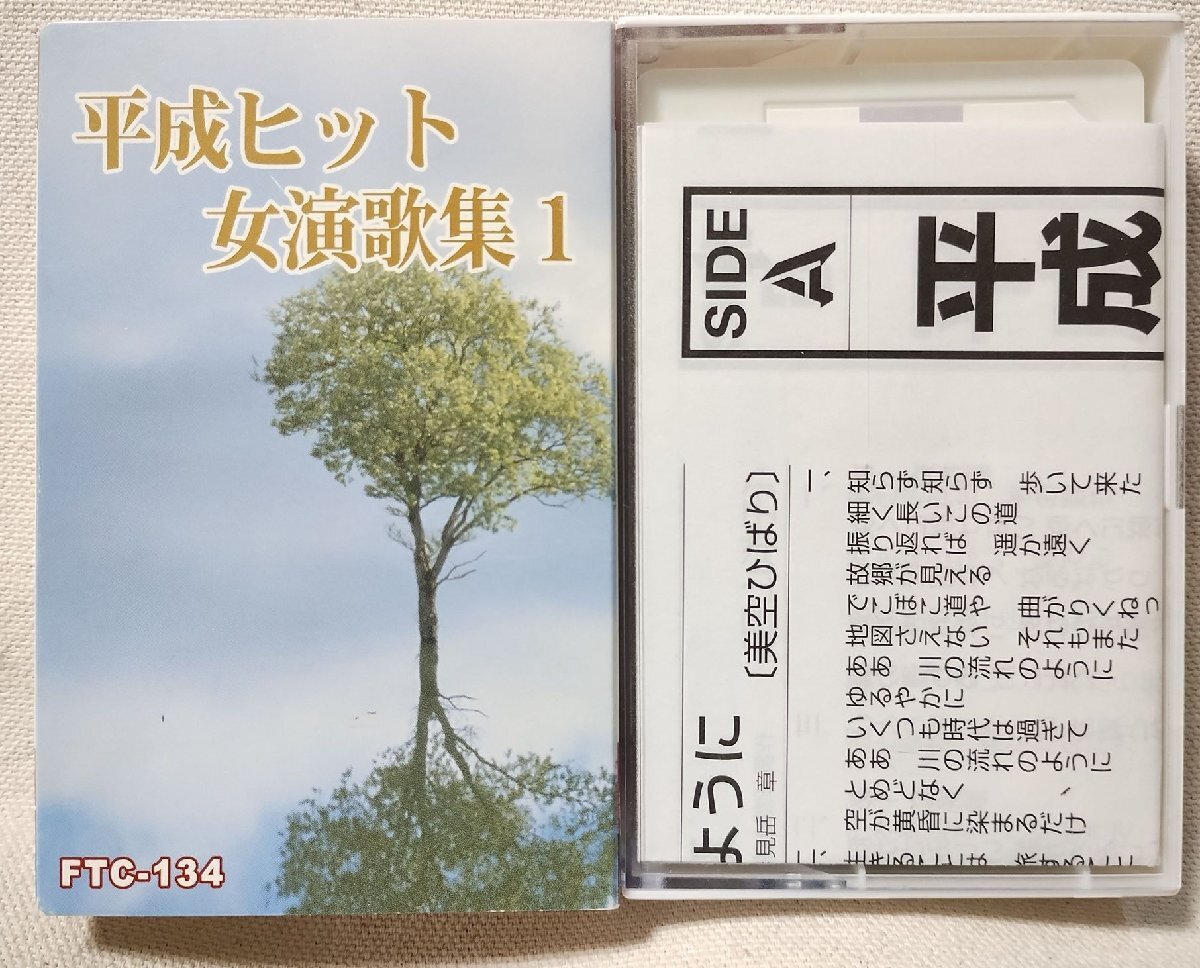 平成ヒット
女演歌集1
FTC-134
SIDE
A
平成
ように
〔美空ひばり〕
見岳 章
一、知らず知らず 歩いて来た
細く長いこの道
振り返れば 遥か遠く
故郷が見える
でこぼこ道や 曲がりくねっ
地図さえない それもまた
ああ 川の流れのように
ゆるやかに
いくつも時代は過ぎて
ああ 川の流れのように
とめどなく
空が黄昏に染まるだけ